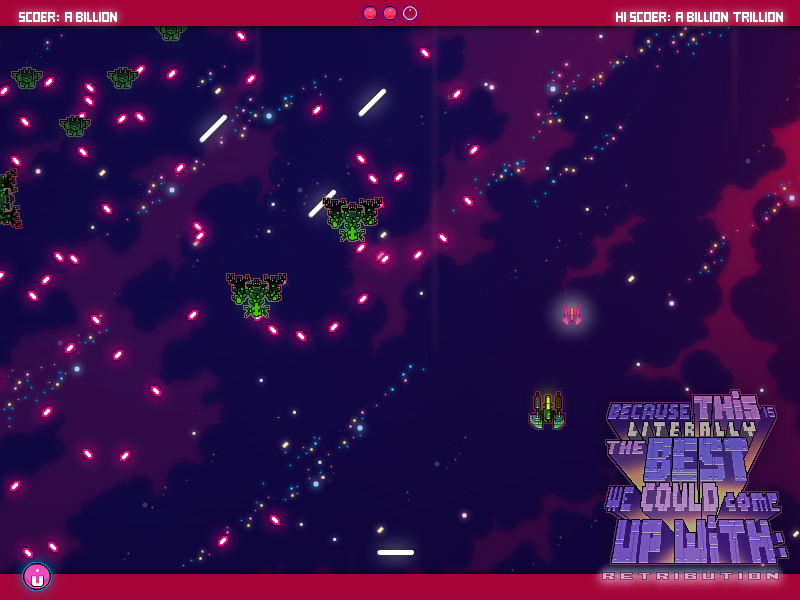 SCOER: A BILLION
HI SCOER: A BILLION TRILLION
BECAUSE THIS IS
LITERALLY
THE BEST
WE COULD COME
UP WITH:
RETRIBUTION